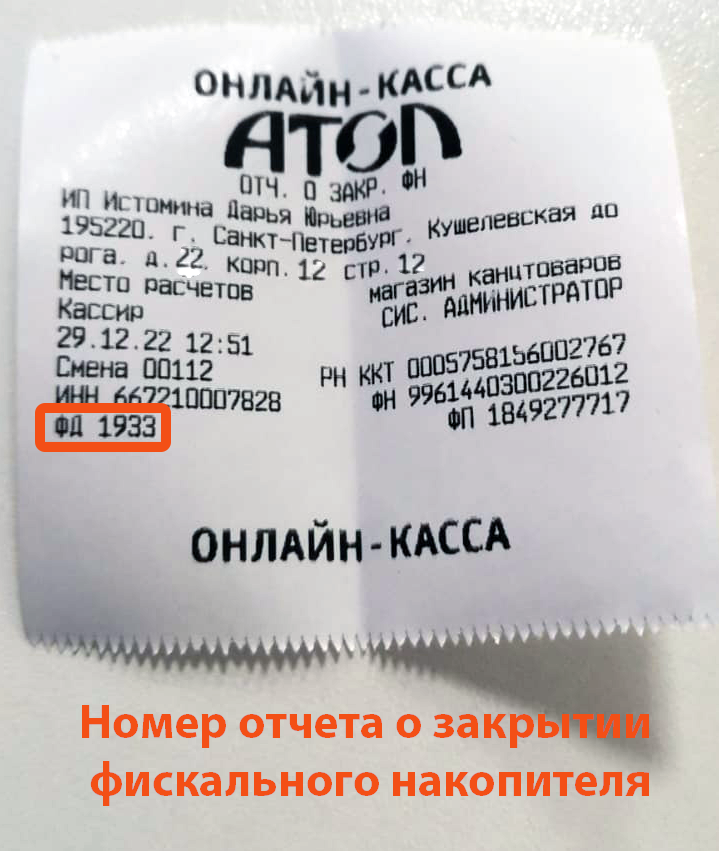 ОНЛАЙН-КАССА
АТОЛ
ОТЧ. О ЗАКР. ФН
ИП Истомина Дарья Юрьевна
195220. г. Санкт-Петербург. Кушелевская до
рога. д.22. корп.12 стр.12
Место расчетов магазин канцтоваров
Кассир СИС. АДМИНИСТРАТОР
29.12.22 12:51
Смена 00112 РН ККТ 0005758156002767
ИНН 667210007828 ФН 9961440300226012
ФД 1933 ФП 1849277717
ОНЛАЙН-КАССА
Номер отчета о закрытии
фискального накопителя